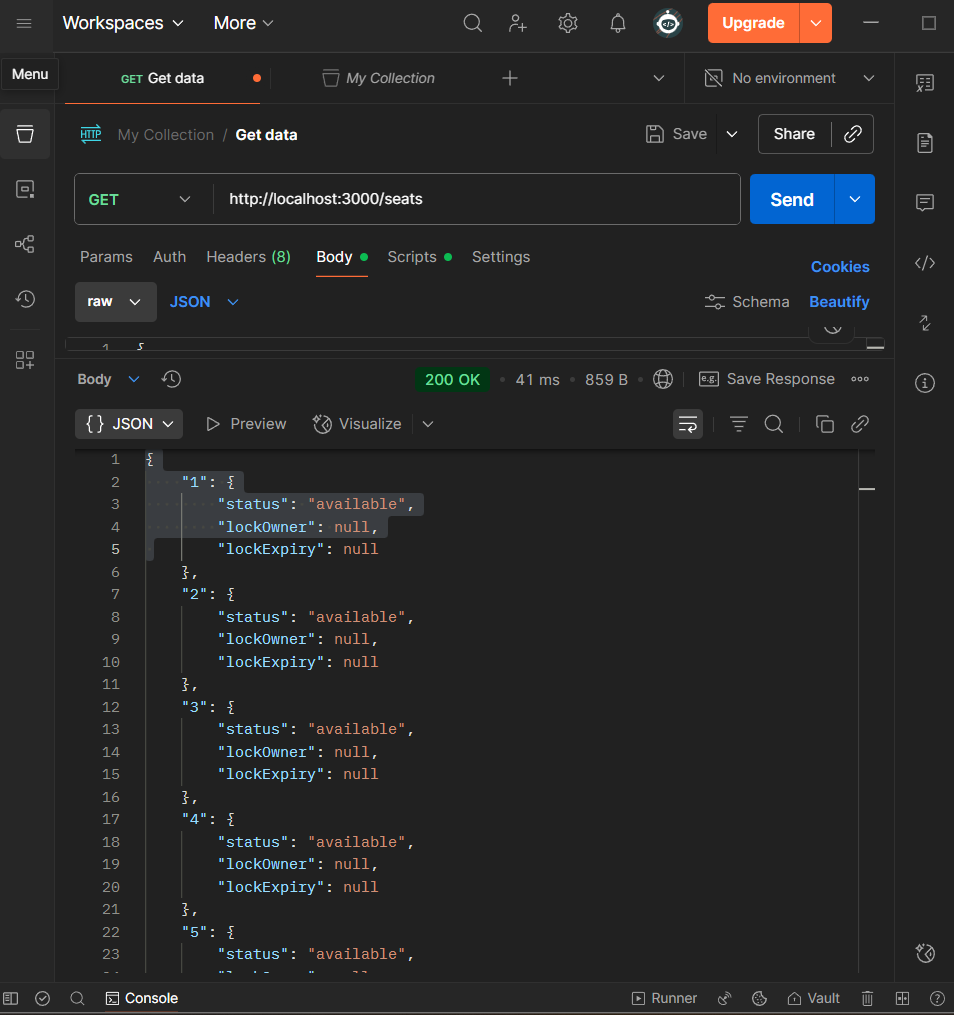 Workspaces More Upgrade
Menu GET Get data My Collection No environment
HTTP My Collection / Get data Save Share
GET http://localhost:3000/seats Send
Params Auth Headers (8) Body Scripts Settings Cookies
raw JSON Schema Beautify
1 {
Body 200 OK 41 ms 859 B e.g. Save Response
{} JSON Preview Visualize
1 {
2 "1": {
3 "status": "available",
4 "lockOwner": null,
5 "lockExpiry": null
6 },
7 "2": {
8 "status": "available",
9 "lockOwner": null,
10 "lockExpiry": null
11 },
12 "3": {
13 "status": "available",
14 "lockOwner": null,
15 "lockExpiry": null
16 },
17 "4": {
18 "status": "available",
19 "lockOwner": null,
20 "lockExpiry": null
21 },
22 "5": {
23 "status": "available",
Console Runner Vault